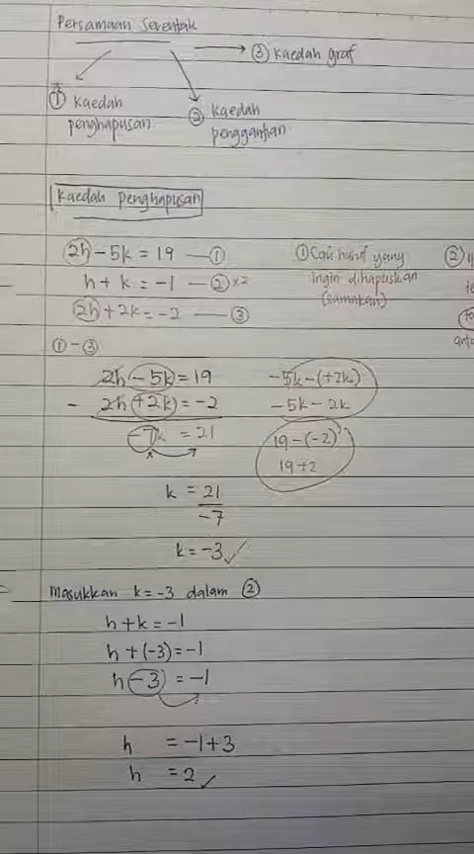 Persamaan Serentak
③ Kaedah graf
① Kaedah penghapusan
② Kaedah penggantian
Kaedah Penghapusan
2h - 5k = 19 — ①
h + k = -1 — ② ×2
2h + 2k = -2 — ③
① Cari huruf yang
ingin dihapuskan
(samakan)
②
① - ③
2h - 5k = 19
- 2h + 2k = -2
-7k = 21
-5k - (+2k)
-5k - 2k
19 - (-2)
19 + 2
k = 21
-7
k = -3 ✓
Masukkan k = -3 dalam ②
h + k = -1
h + (-3) = -1
h - 3 = -1
h = -1 + 3
h = 2 ✓